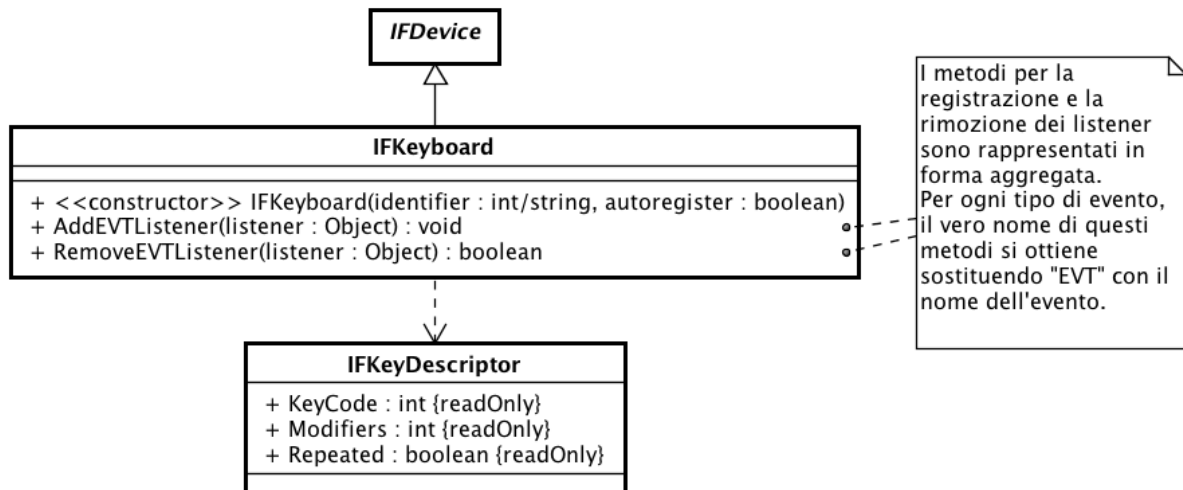 IFDevice
IFKeyboard
+ <<constructor>> IFKeyboard(identifier : int/string, autoregister : boolean)
+ AddEVTListener(listener : Object) : void
+ RemoveEVTListener(listener : Object) : boolean
I metodi per la
registrazione e la
rimozione dei listener
sono rappresentati in
forma aggregata.
Per ogni tipo di evento,
il vero nome di questi
metodi si ottiene
sostituendo "EVT" con il
nome dell'evento.
IFKeyDescriptor
+ KeyCode : int {readOnly}
+ Modifiers : int {readOnly}
+ Repeated : boolean {readOnly}